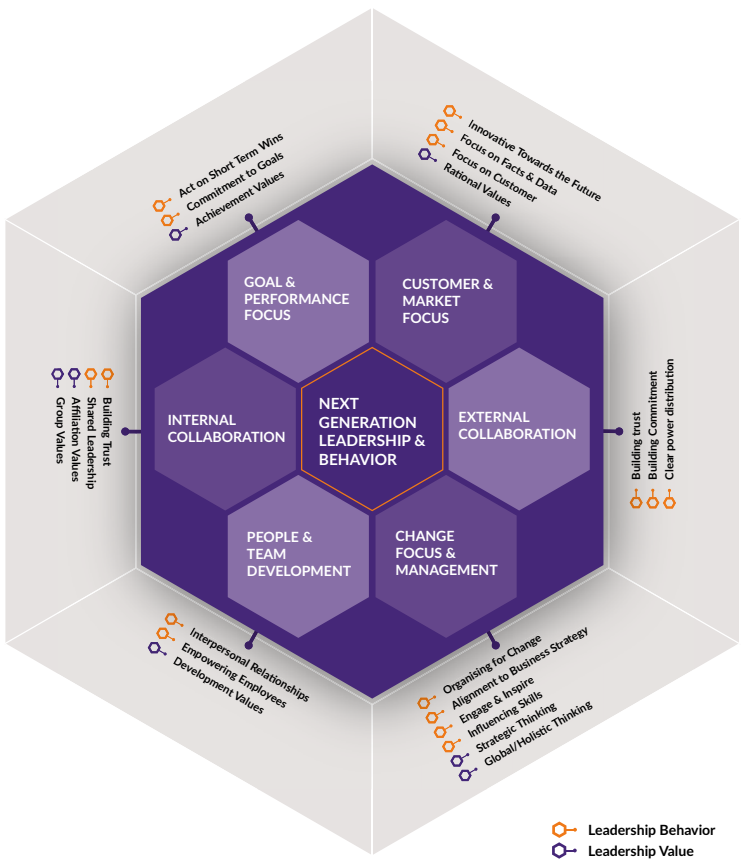 Act on Short Term Wins
Commitment to Goals
Achievement Values
Innovative Towards the Future
Focus on Facts & Data
Focus on Customer
Rational Values
GOAL &
PERFORMANCE
FOCUS
CUSTOMER &
MARKET
FOCUS
Building Trust
Shared Leadership
Affiliation Values
Group Values
INTERNAL
COLLABORATION
NEXT
GENERATION
LEADERSHIP &
BEHAVIOR
EXTERNAL
COLLABORATION
Building trust
Building Commitment
Clear power distribution
PEOPLE &
TEAM
DEVELOPMENT
CHANGE
FOCUS &
MANAGEMENT
Interpersonal Relationships
Empowering Employees
Development Values
Organising for Change
Alignment to Business Strategy
Engage & Inspire
Influencing Skills
Strategic Thinking
Global/Holistic Thinking
Leadership Behavior
Leadership Value